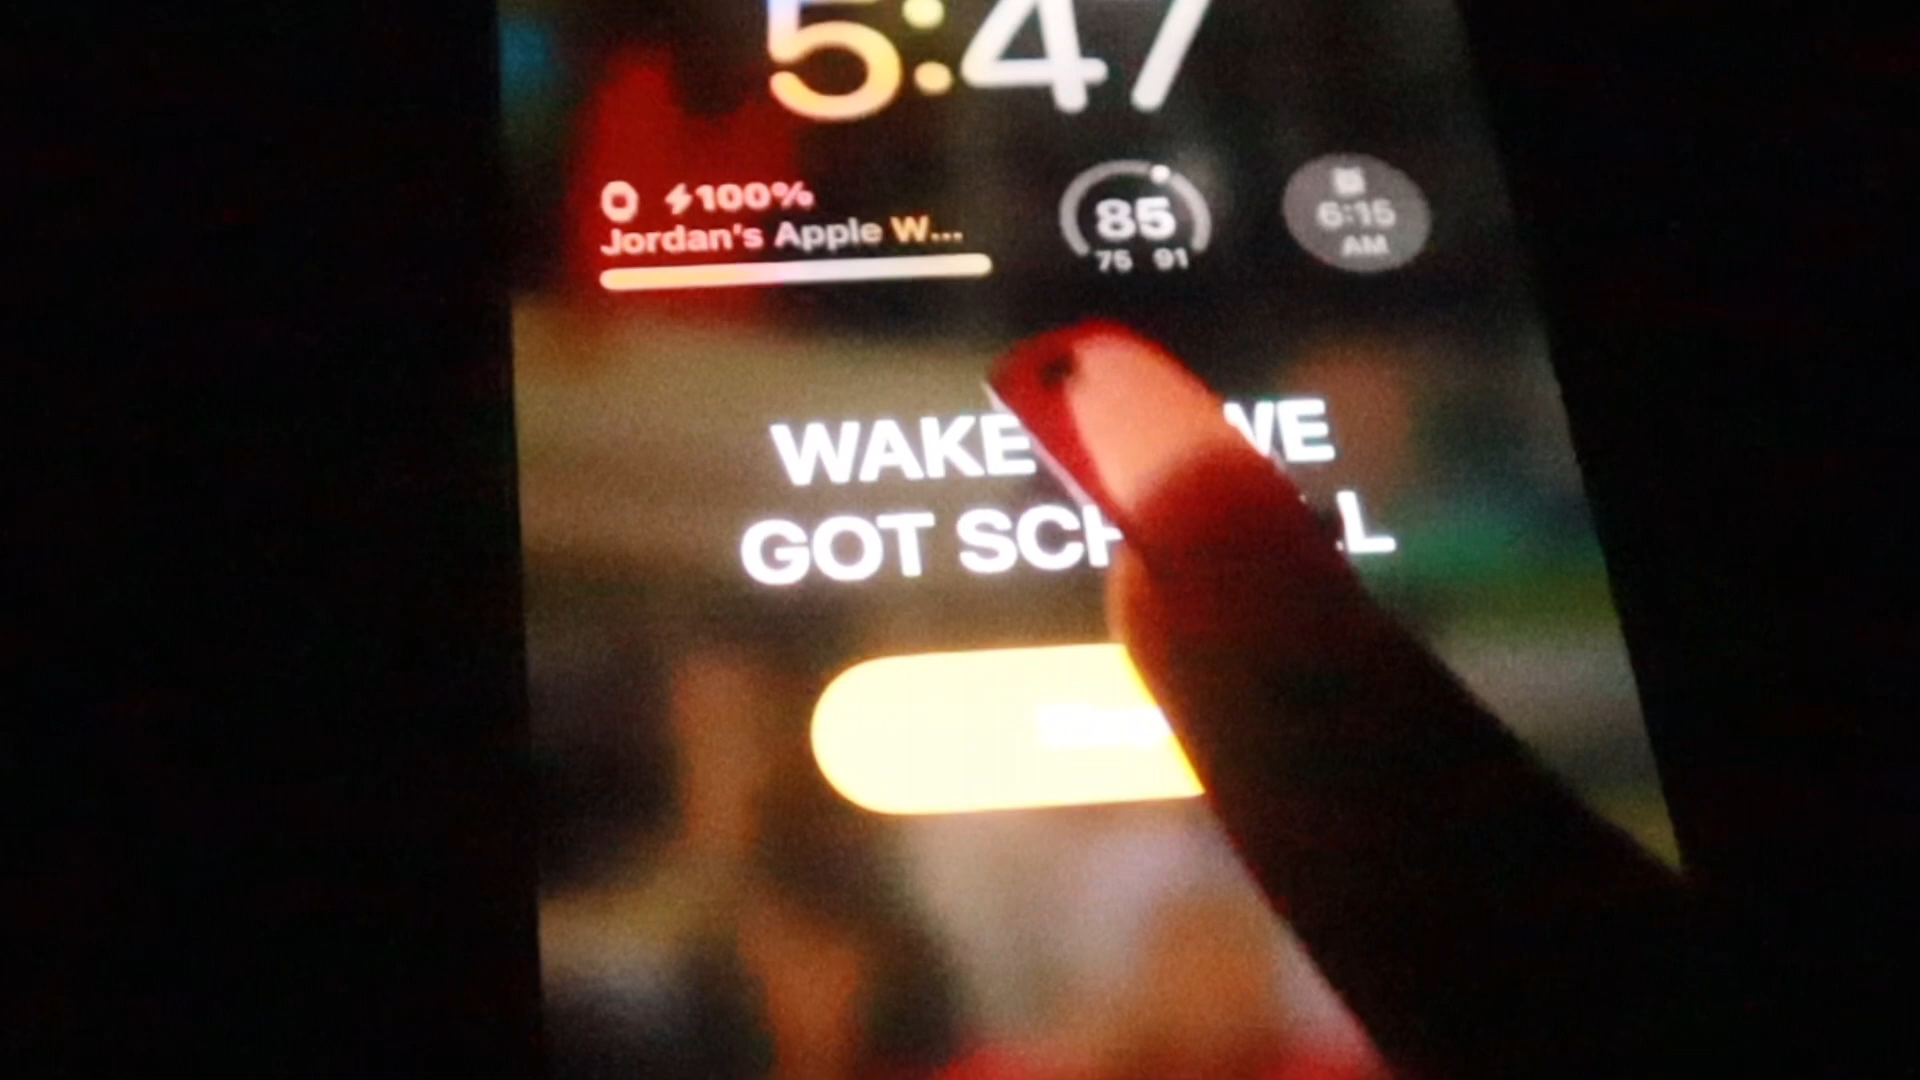 5:47
100%
Jordan's Apple W...
85
75 91
6:15
AM
WAKE WE
GOT SCH L